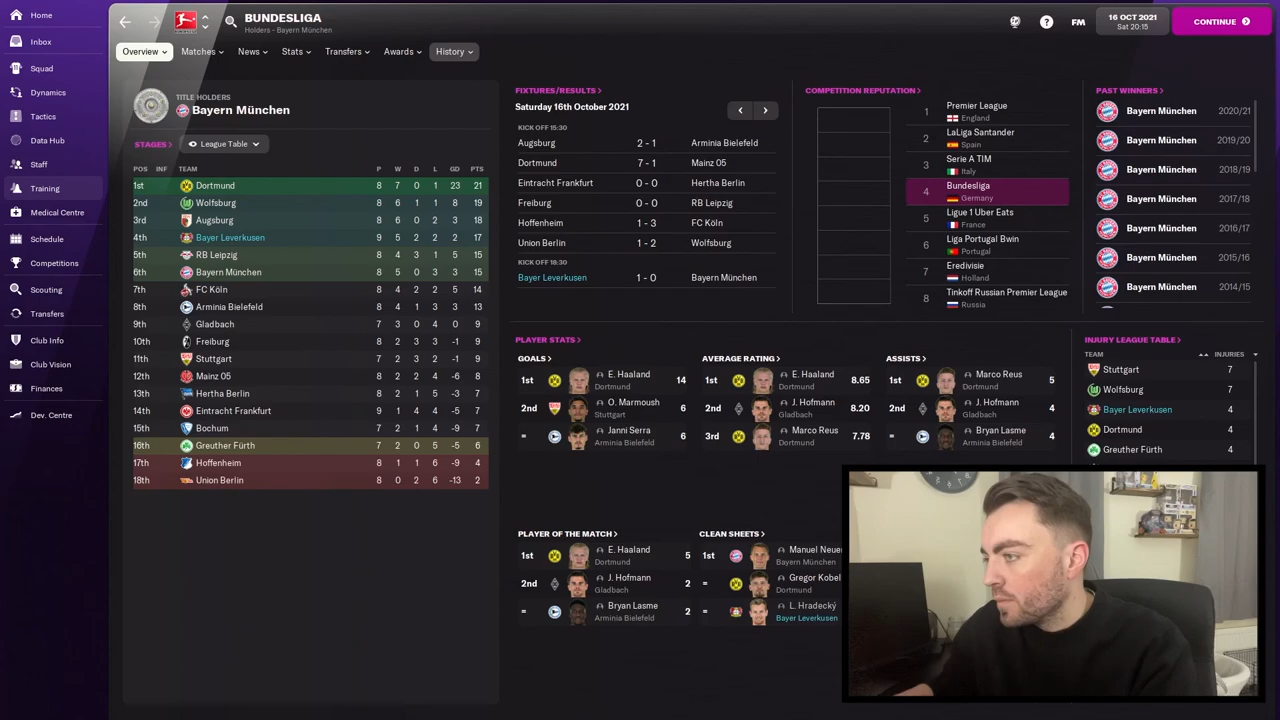 Home
Inbox
Squad
Dynamics
Tactics
Data Hub
Staff
Training
Medical Centre
Schedule
Competitions
Scouting
Transfers
Club Info
Club Vision
Finances
Dev. Centre
BUNDESLIGA
Holders - Bayern München
FM
16 OCT 2021
Sat 20:15
CONTINUE
Overview
Matches
News
Stats
Transfers
Awards
History
TITLE HOLDERS
Bayern München
STAGES
League Table
POS INF TEAM P W D L GD PTS
1st Dortmund 8 7 0 1 23 21
2nd Wolfsburg 8 6 1 1 8 19
3rd Augsburg 8 6 0 2 3 18
4th Bayer Leverkusen 9 5 2 2 2 17
5th RB Leipzig 8 4 3 1 5 15
6th Bayern München 8 5 0 3 3 15
7th FC Köln 8 4 2 2 5 14
8th Arminia Bielefeld 8 4 1 3 3 13
9th Gladbach 7 3 0 4 0 9
10th Freiburg 8 2 3 3 -1 9
11th Stuttgart 7 2 3 2 -1 9
12th Mainz 05 8 2 2 4 -6 8
13th Hertha Berlin 8 2 1 5 -3 7
14th Eintracht Frankfurt 9 1 4 4 -5 7
15th Bochum 7 2 1 4 -9 7
16th Greuther Fürth 7 2 0 5 -5 6
17th Hoffenheim 8 1 1 6 -9 4
18th Union Berlin 8 0 2 6 -13 2
FIXTURES/RESULTS
Saturday 16th October 2021
KICK OFF 15:30
Augsburg 2 - 1 Arminia Bielefeld
Dortmund 7 - 1 Mainz 05
Eintracht Frankfurt 0 - 0 Hertha Berlin
Freiburg 0 - 0 RB Leipzig
Hoffenheim 1 - 3 FC Köln
Union Berlin 1 - 2 Wolfsburg
KICK OFF 18:30
Bayer Leverkusen 1 - 0 Bayern München
COMPETITION REPUTATION
1 Premier League
England
2 LaLiga Santander
Spain
3 Serie A TIM
Italy
4 Bundesliga
Germany
5 Ligue 1 Uber Eats
France
6 Liga Portugal Bwin
Portugal
7 Eredivisie
Holland
8 Tinkoff Russian Premier League
Russia
PAST WINNERS
Bayern München 2020/21
Bayern München 2019/20
Bayern München 2018/19
Bayern München 2017/18
Bayern München 2016/17
Bayern München 2015/16
Bayern München 2014/15
PLAYER STATS
GOALS
1st E. Haaland 14
Dortmund
2nd O. Marmoush 6
Stuttgart
= Janni Serra 6
Arminia Bielefeld
AVERAGE RATING
1st E. Haaland 8.65
Dortmund
2nd J. Hofmann 8.20
Gladbach
3rd Marco Reus 7.78
Dortmund
ASSISTS
1st Marco Reus 5
Dortmund
2nd J. Hofmann 4
Gladbach
= Bryan Lasme 4
Arminia Bielefeld
INJURY LEAGUE TABLE
TEAM INJURIES
Stuttgart 7
Wolfsburg 7
Bayer Leverkusen 4
Dortmund 4
Greuther Fürth 4
PLAYER OF THE MATCH
1st E. Haaland 5
Dortmund
2nd J. Hofmann 2
Gladbach
= Bryan Lasme 2
Arminia Bielefeld
CLEAN SHEETS
1st Manuel Neue
Bayern München
= Gregor Kobel
Dortmund
= L. Hradecký
Bayer Leverkusen